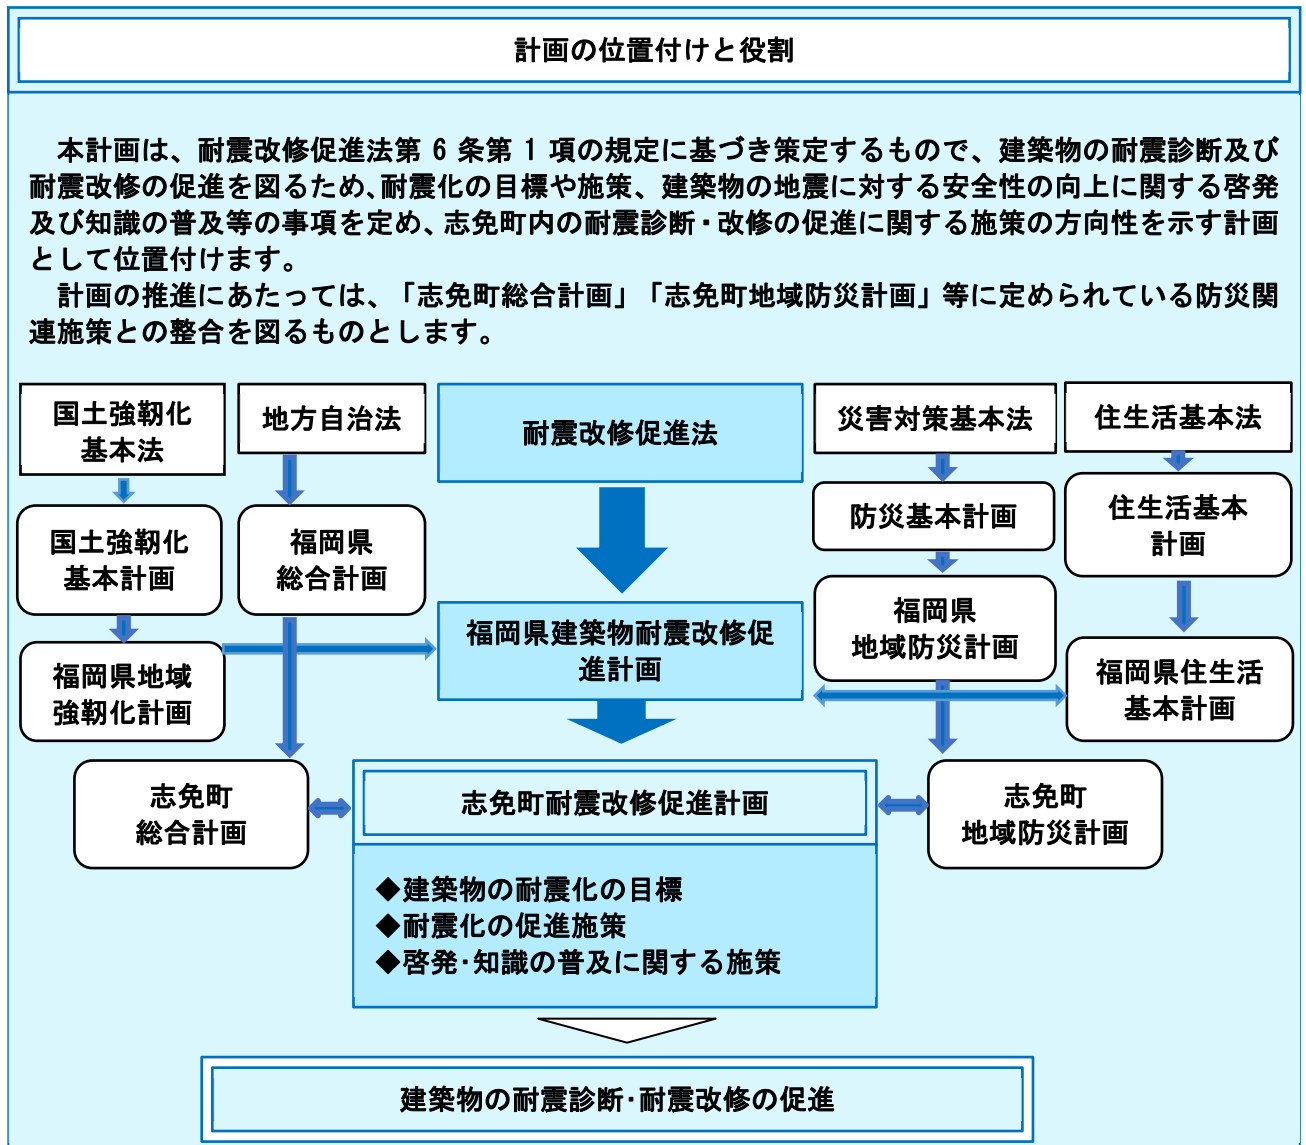 計画の位置付けと役割
本計画は、耐震改修促進法第 6 条第 1 項の規定に基づき策定するもので、建築物の耐震診断及び
耐震改修の促進を図るため、耐震化の目標や施策、建築物の地震に対する安全性の向上に関する啓発
及び知識の普及等の事項を定め、志免町内の耐震診断・改修の促進に関する施策の方向性を示す計画
として位置付けます。
計画の推進にあたっては、「志免町総合計画」「志免町地域防災計画」等に定められている防災関
連施策との整合を図るものとします。
国土強靭化
基本法
地方自治法
耐震改修促進法
災害対策基本法
住生活基本法
国土強靭化
基本計画
福岡県
総合計画
防災基本計画
住生活基本
計画
福岡県地域
強靭化計画
福岡県建築物耐震改修促
進計画
福岡県
地域防災計画
福岡県住生活
基本計画
志免町
総合計画
志免町耐震改修促進計画
志免町
地域防災計画
◆建築物の耐震化の目標
◆耐震化の促進施策
◆啓発・知識の普及に関する施策
建築物の耐震診断・耐震改修の促進